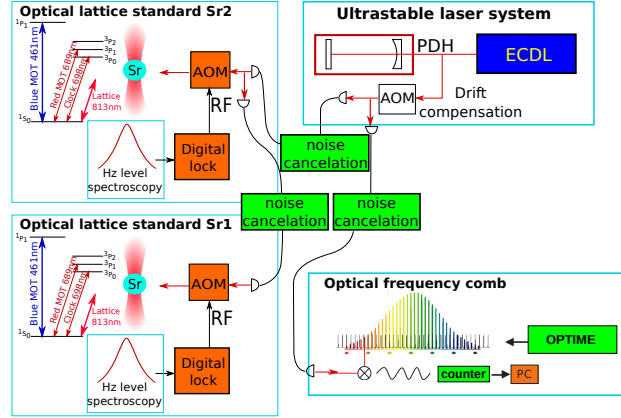 Optical lattice standard Sr2
¹P₁
Blue MOT 461nm
Red MOT 689nm
Clock 698nm
³P₂
³P₁
³P₀
Lattice
813nm
¹S₀
Sr
AOM
RF
Digital
lock
Hz level
spectroscopy
Ultrastable laser system
PDH
ECDL
AOM
Drift
compensation
noise
cancelation
noise
cancelation
noise
cancelation
Optical lattice standard Sr1
¹P₁
Blue MOT 461nm
Red MOT 689nm
Clock 698nm
³P₂
³P₁
³P₀
Lattice
813nm
¹S₀
Sr
AOM
RF
Digital
lock
Hz level
spectroscopy
Optical frequency comb
OPTIME
counter
PC